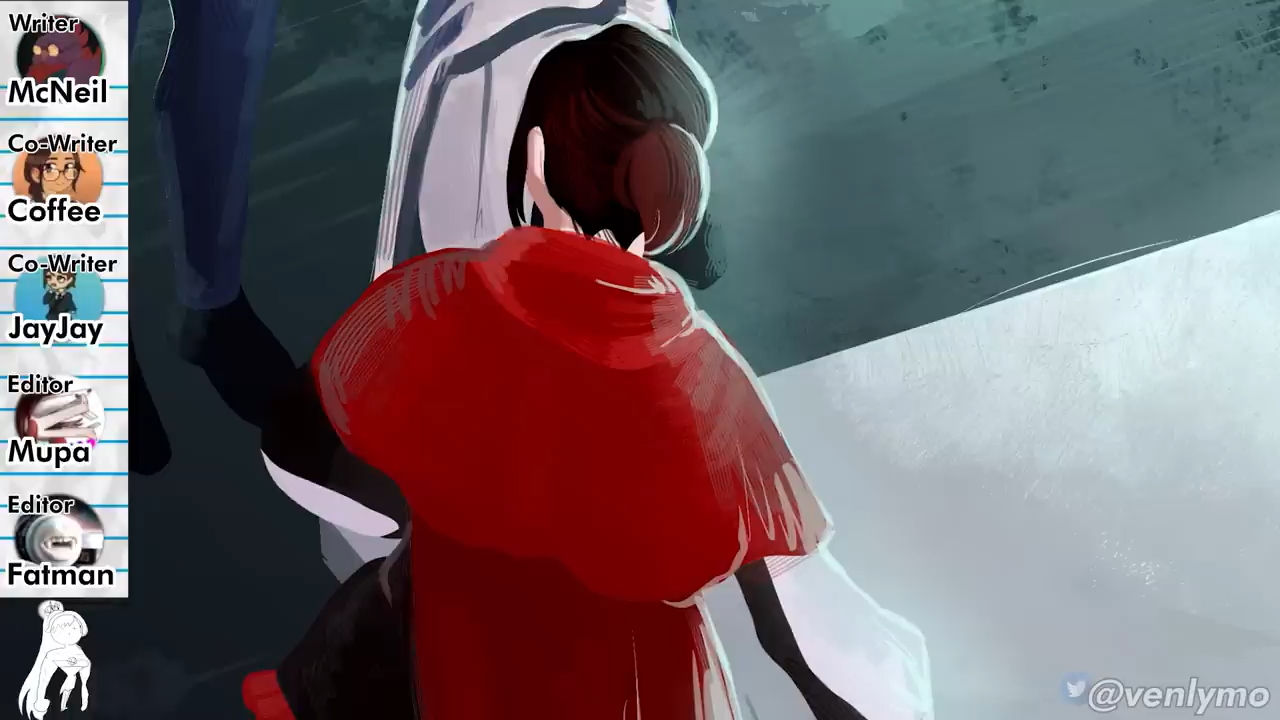 Writer
McNeil
Co-Writer
Coffee
Co-Writer
JayJay
Editor
Mupa
Editor
Fatman
@venlymo